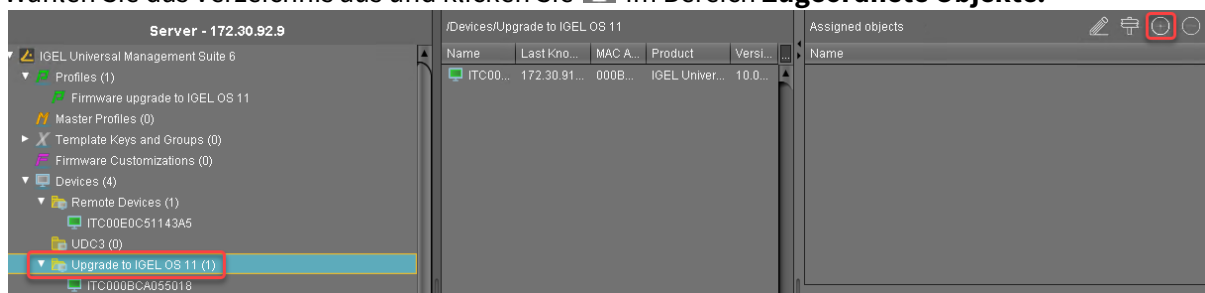 Wählen Sie das Verzeichnis aus und klicken Sie im Bereich Zugeordnete Objekte.
Server - 172.30.92.9
IGEL Universal Management Suite 6
Profiles (1)
Firmware upgrade to IGEL OS 11
Master Profiles (0)
Template Keys and Groups (0)
Firmware Customizations (0)
Devices (4)
Remote Devices (1)
ITC00E0C51143A5
UDC3 (0)
Upgrade to IGEL OS 11 (1)
ITC000BCA055018
/Devices/Upgrade to IGEL OS 11
Name Last Kno... MAC A... Product Versi... ...
ITC00... 172.30.91... 000B... IGEL Univer... 10.0...
Assigned objects
Name